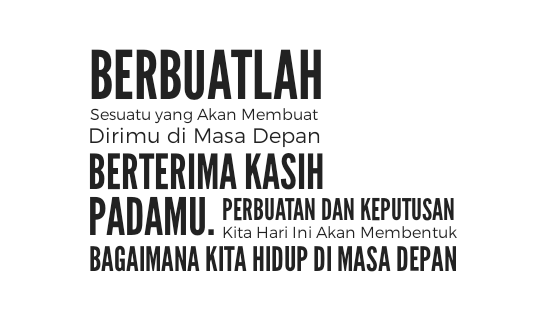 BERBUATLAH
Sesuatu yang Akan Membuat
Dirimu di Masa Depan
BERTERIMA KASIH
PADAMU. PERBUATAN DAN KEPUTUSAN
Kita Hari Ini Akan Membentuk
BAGAIMANA KITA HIDUP DI MASA DEPAN